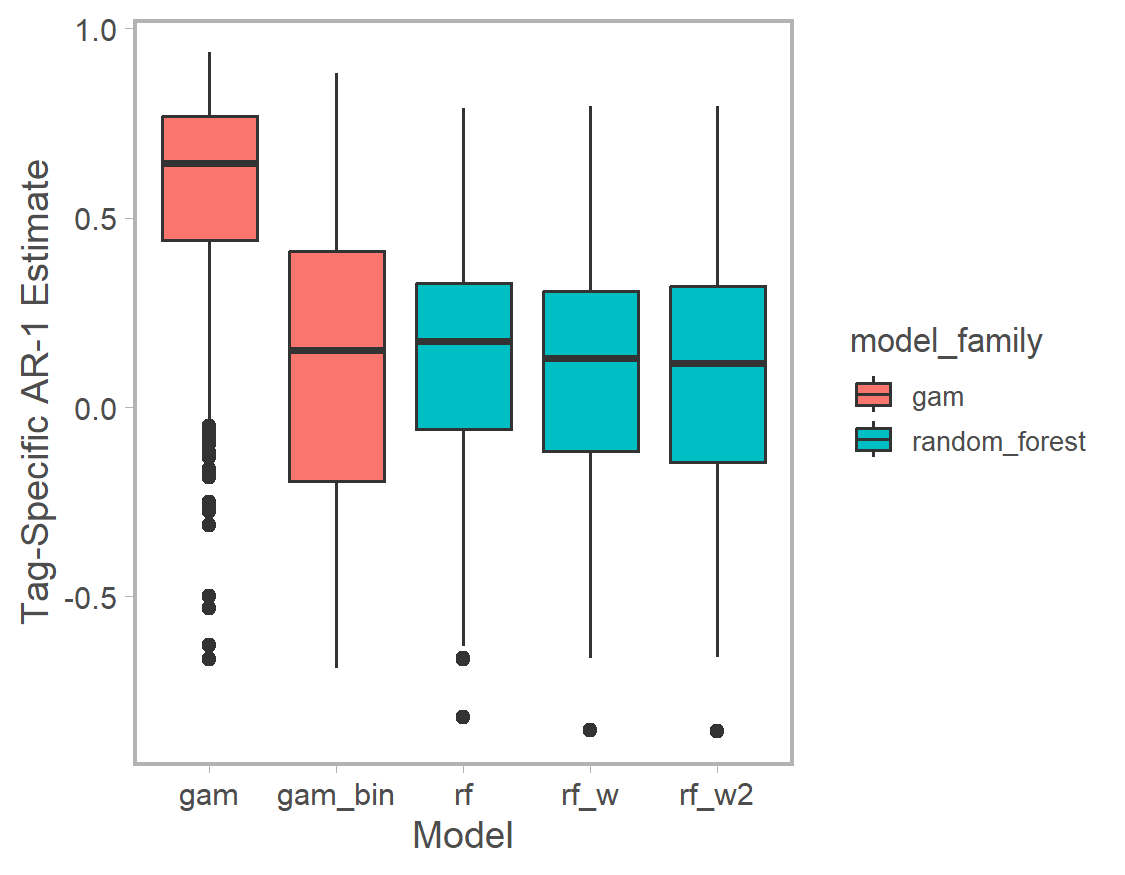 Tag-Specific AR-1 Estimate
1.0
0.5
0.0
-0.5
gam
gam_bin
rf
rf_w
rf_w2
Model
model_family
gam
random_forest